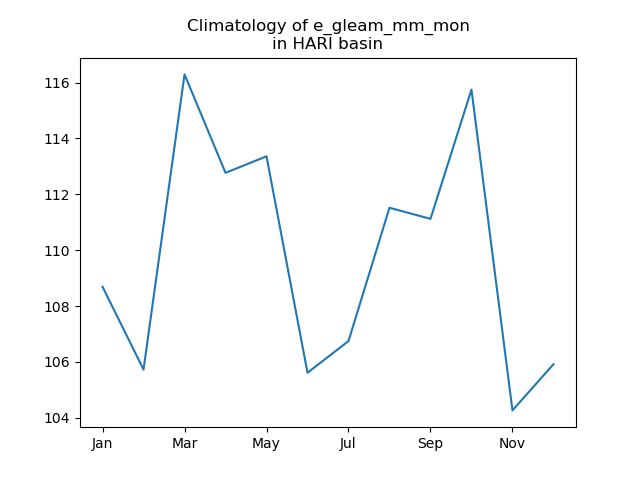 Climatology of e_gleam_mm_mon
in HARI basin
116
114
112
110
108
106
104
Jan
Mar
May
Jul
Sep
Nov